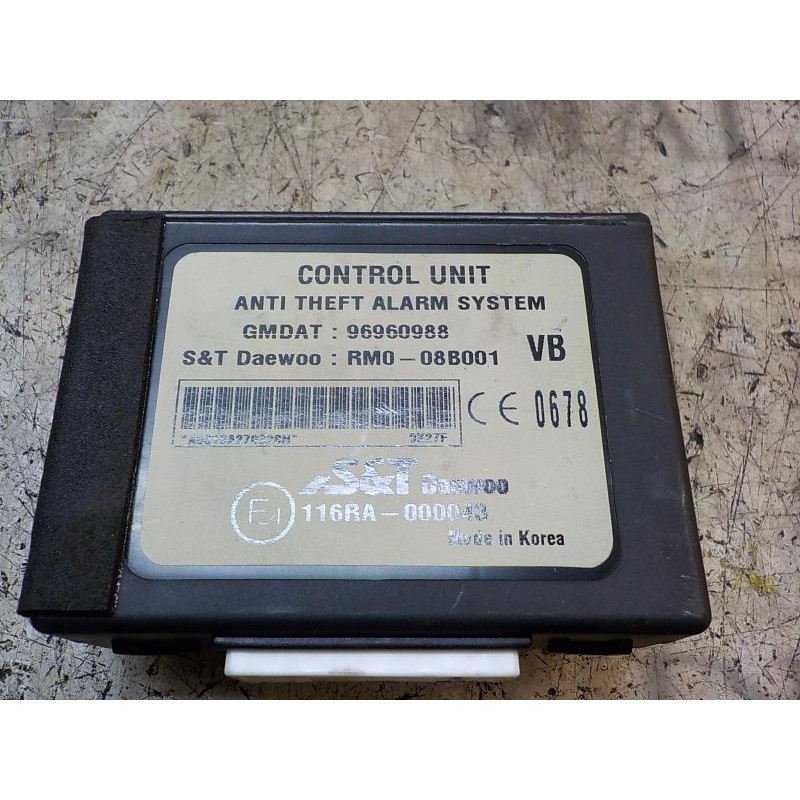 CONTROL UNIT
ANTI THEFT ALARM SYSTEM
GMDAT : 96960988
S&T Daewoo : RM0-08B001 VB
CE 0678
S&T Daewoo
E4 116RA-000043
Made in Korea